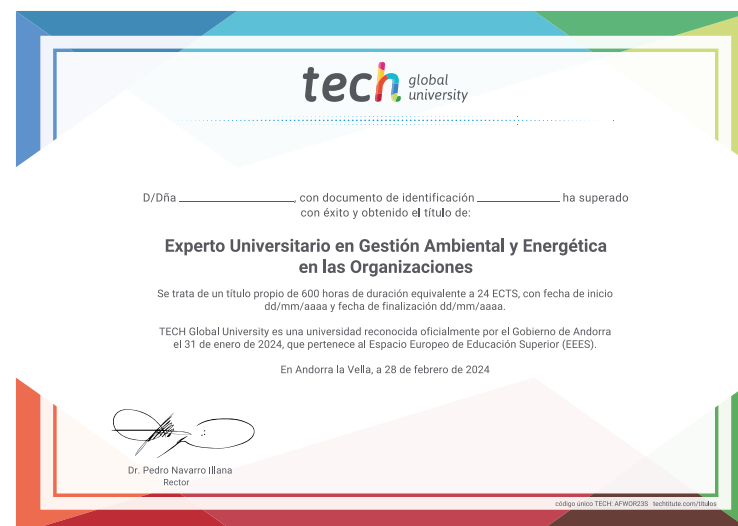 tech global university
D/Dña ____________, con documento de identificación ____________ ha superado
con éxito y obtenido el título de:
Experto Universitario en Gestión Ambiental y Energética
en las Organizaciones
Se trata de un título propio de 600 horas de duración equivalente a 24 ECTS, con fecha de inicio
dd/mm/aaaa y fecha de finalización dd/mm/aaaa.
TECH Global University es una universidad reconocida oficialmente por el Gobierno de Andorra
el 31 de enero de 2024, que pertenece al Espacio Europeo de Educación Superior (EEES).
En Andorra la Vella, a 28 de febrero de 2024
Dr. Pedro Navarro Illana
Rector
código único TECH: AFWOR23S techtitute.com/titulos